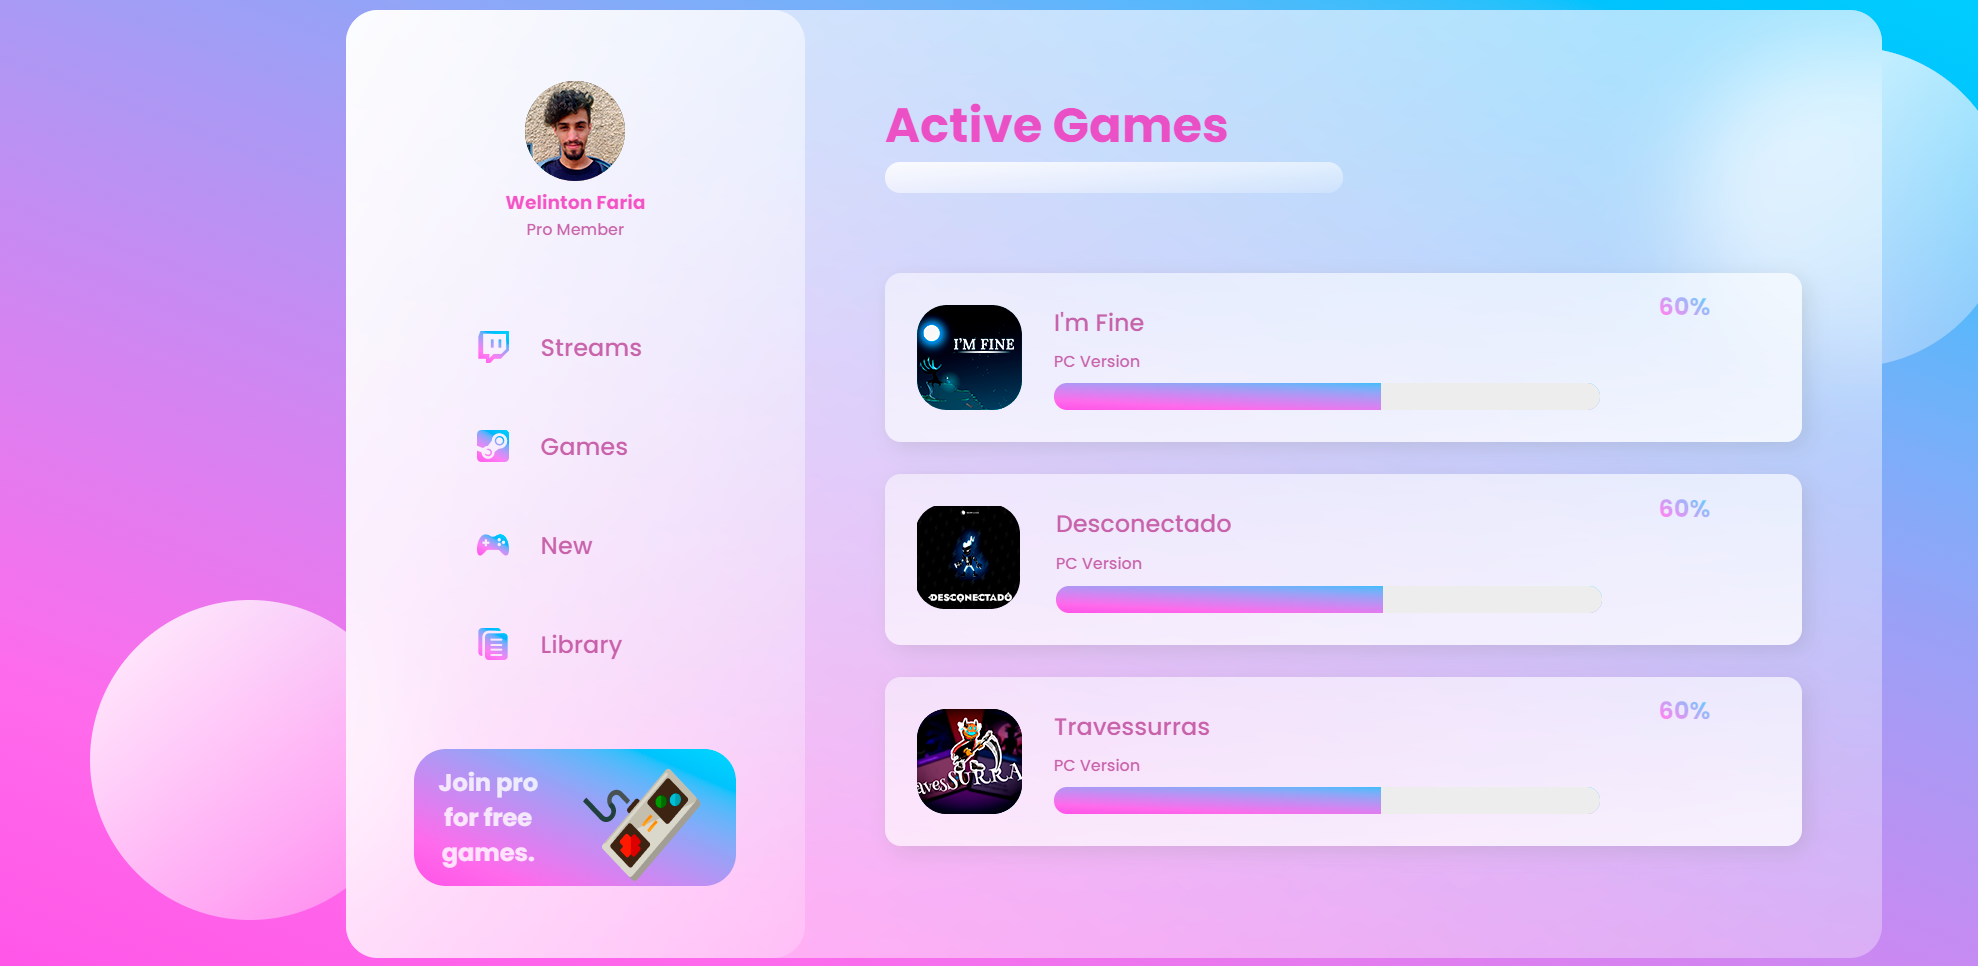 Welinton Faria
Pro Member
Streams
Games
New
Library
Join pro
for free
games.
Active Games
I'M FINE
I'm Fine
PC Version
60%
DESCONECTADO
Desconectado
PC Version
60%
avesSURRA
Travessurras
PC Version
60%